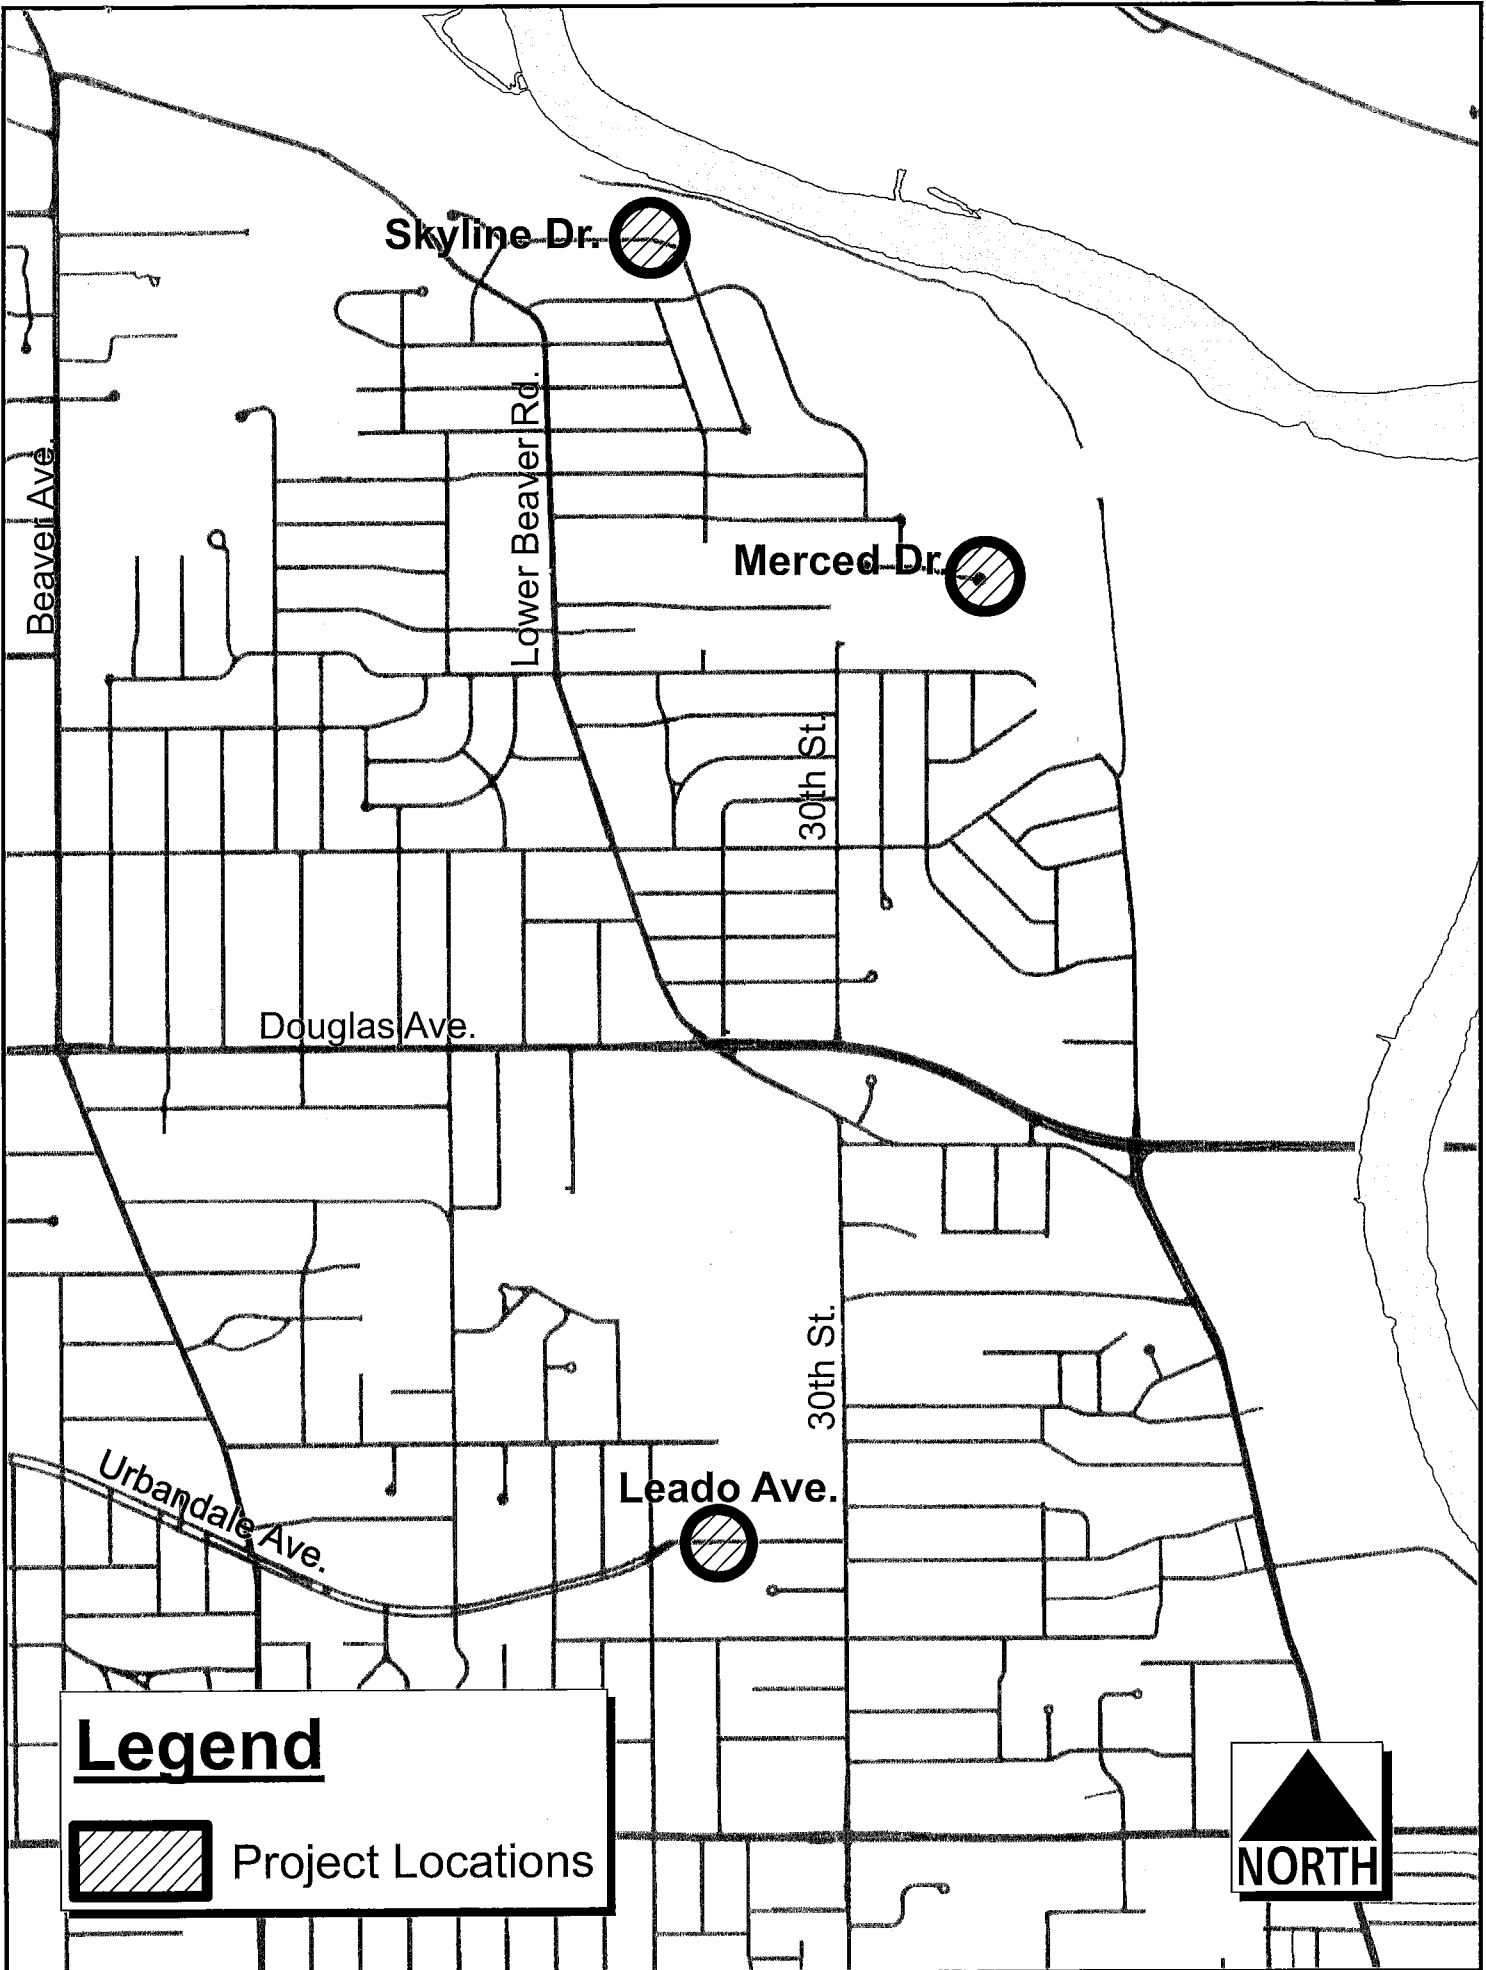 Skyline Dr.
Beaver Ave.
Lower Beaver Rd.
Merced Dr.
30th St.
Douglas Ave.
30th St.
Urbandale Ave.
Leado Ave.
Legend
Project Locations
NORTH